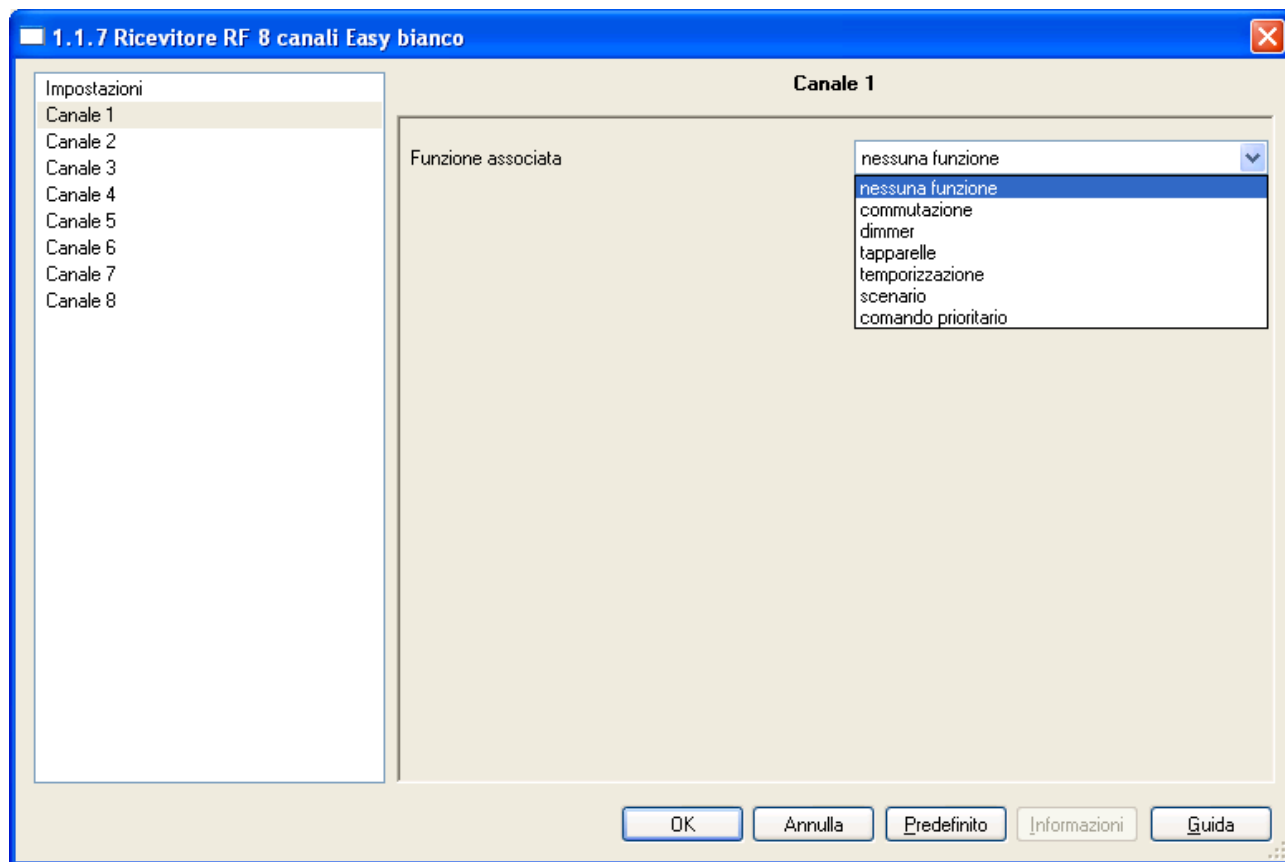 1.1.7 Ricevitore RF 8 canali Easy bianco
Impostazioni
Canale 1
Canale 2
Canale 3
Canale 4
Canale 5
Canale 6
Canale 7
Canale 8
Canale 1
Funzione associata
nessuna funzione
nessuna funzione
commutazione
dimmer
tapparelle
temporizzazione
scenario
comando prioritario
OK
Annulla
Predefinito
Informazioni
Guida